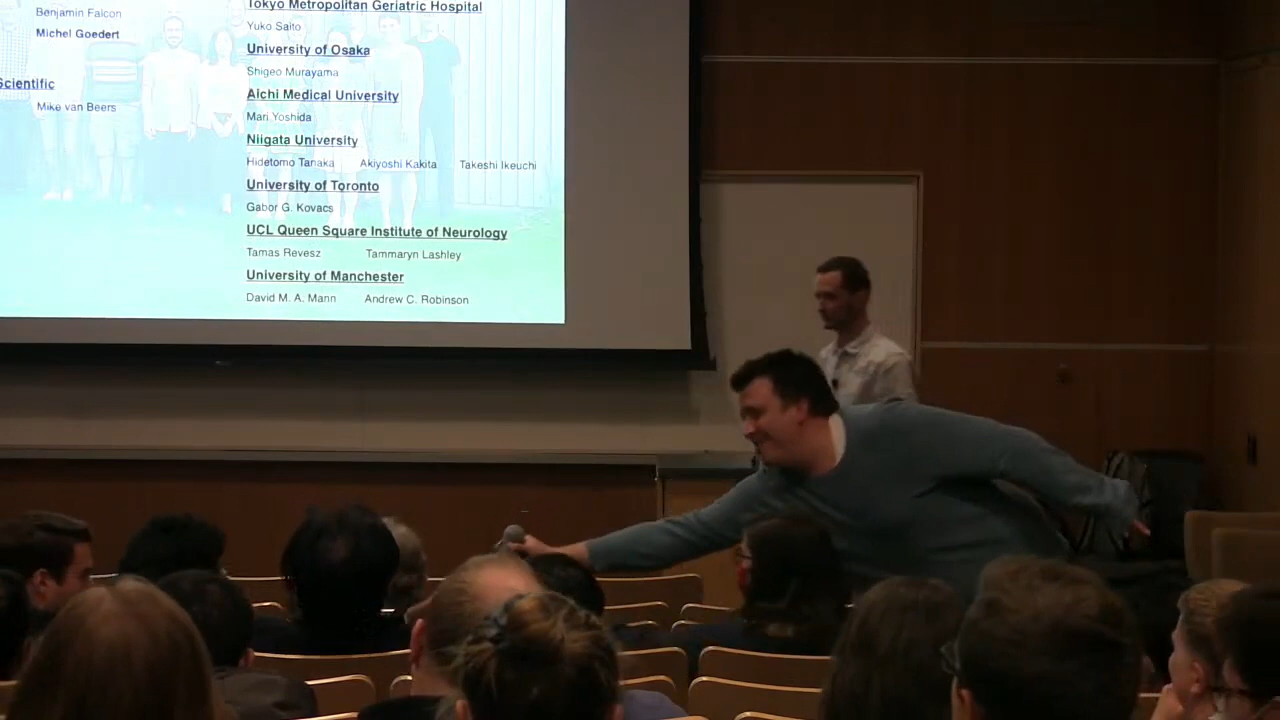 Benjamin Falcon
Michel Goedert
Scientific
Mike van Beers
Tokyo Metropolitan Geriatric Hospital
Yuko Saito
University of Osaka
Shigeo Murayama
Aichi Medical University
Mari Yoshida
Niigata University
Hidetomo Tanaka Akiyoshi Kakita Takeshi Ikeuchi
University of Toronto
Gabor G. Kovacs
UCL Queen Square Institute of Neurology
Tamas Revesz Tammaryn Lashley
University of Manchester
David M. A. Mann Andrew C. Robinson